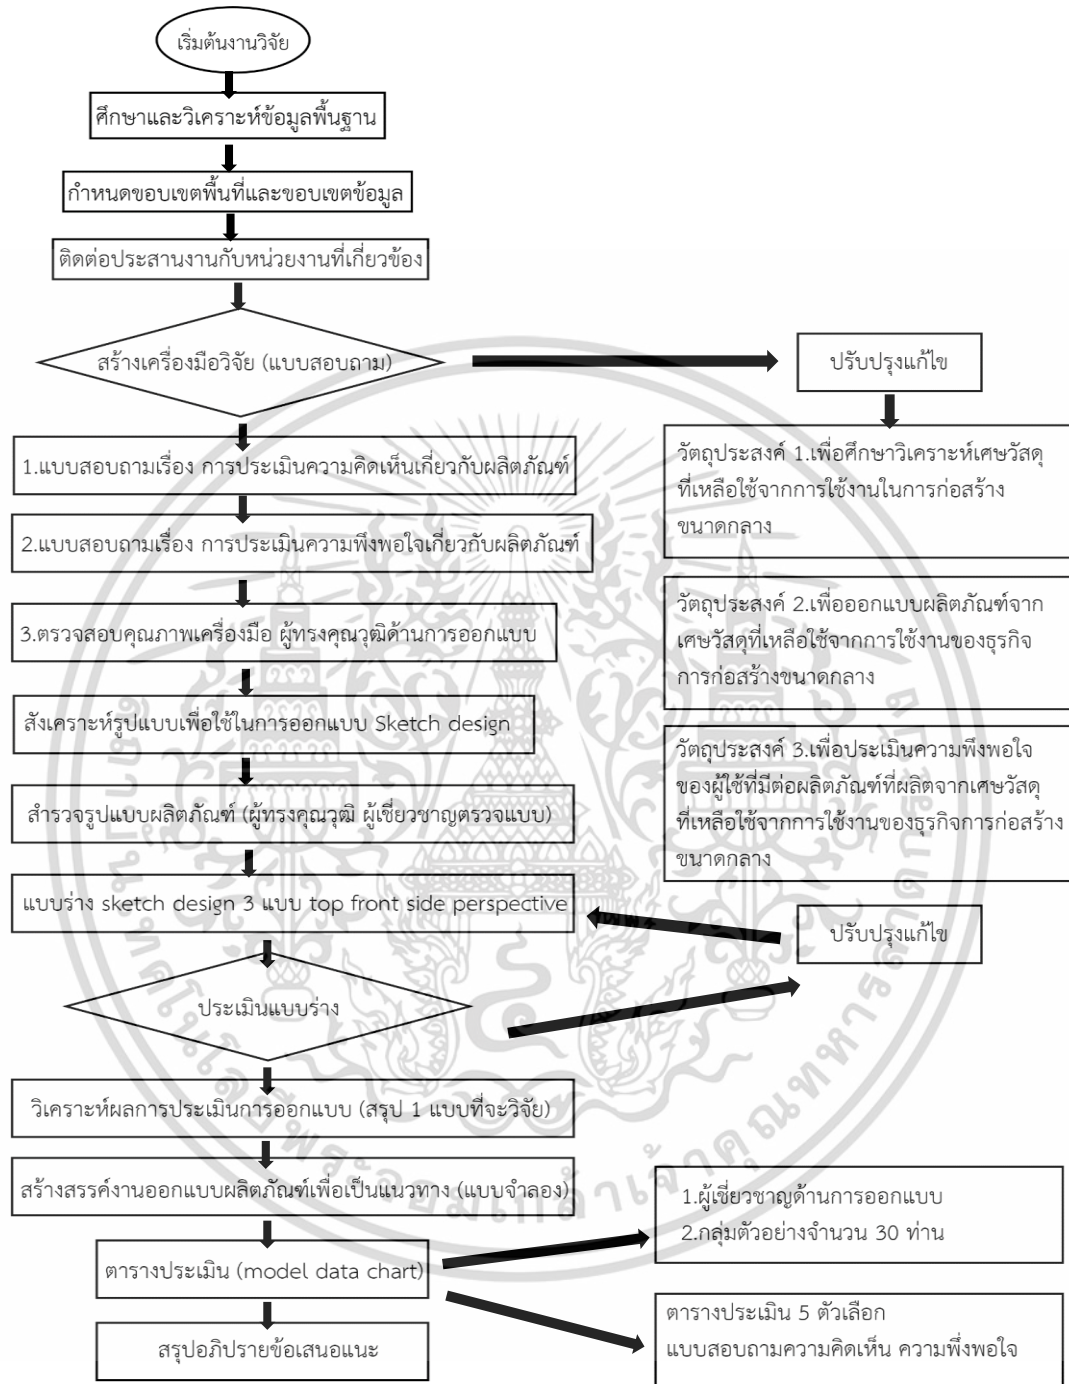 เริ่มต้นงานวิจัย
ศึกษาและวิเคราะห์ข้อมูลพื้นฐาน
กำหนดขอบเขตพื้นที่และขอบเขตข้อมูล
ติดต่อประสานงานกับหน่วยงานที่เกี่ยวข้อง
สร้างเครื่องมือวิจัย (แบบสอบถาม)
ปรับปรุงแก้ไข
1.แบบสอบถามเรื่อง การประเมินความคิดเห็นเกี่ยวกับผลิตภัณฑ์
2.แบบสอบถามเรื่อง การประเมินความพึงพอใจเกี่ยวกับผลิตภัณฑ์
3.ตรวจสอบคุณภาพเครื่องมือ ผู้ทรงคุณวุฒิด้านการออกแบบ
วัตถุประสงค์ 1.เพื่อศึกษาวิเคราะห์เศษวัสดุ
ที่เหลือใช้จากการใช้งานในการก่อสร้าง
ขนาดกลาง
วัตถุประสงค์ 2.เพื่อออกแบบผลิตภัณฑ์จาก
เศษวัสดุที่เหลือใช้จากการใช้งานของธุรกิจ
การก่อสร้างขนาดกลาง
วัตถุประสงค์ 3.เพื่อประเมินความพึงพอใจ
ของผู้ใช้ที่มีต่อผลิตภัณฑ์ที่ผลิตจากเศษวัสดุ
ที่เหลือใช้จากการใช้งานของธุรกิจการก่อสร้าง
ขนาดกลาง
สังเคราะห์รูปแบบเพื่อใช้ในการออกแบบ Sketch design
สำรวจรูปแบบผลิตภัณฑ์ (ผู้ทรงคุณวุฒิ ผู้เชี่ยวชาญตรวจแบบ)
แบบร่าง sketch design 3 แบบ top front side perspective
ปรับปรุงแก้ไข
ประเมินแบบร่าง
วิเคราะห์ผลการประเมินการออกแบบ (สรุป 1 แบบที่จะวิจัย)
สร้างสรรค์งานออกแบบผลิตภัณฑ์เพื่อเป็นแนวทาง (แบบจำลอง)
ตารางประเมิน (model data chart)
1.ผู้เชี่ยวชาญด้านการออกแบบ
2.กลุ่มตัวอย่างจำนวน 30 ท่าน
ตารางประเมิน 5 ตัวเลือก
แบบสอบถามความคิดเห็น ความพึ่งพอใจ
สรุปอภิปรายข้อเสนอแนะ